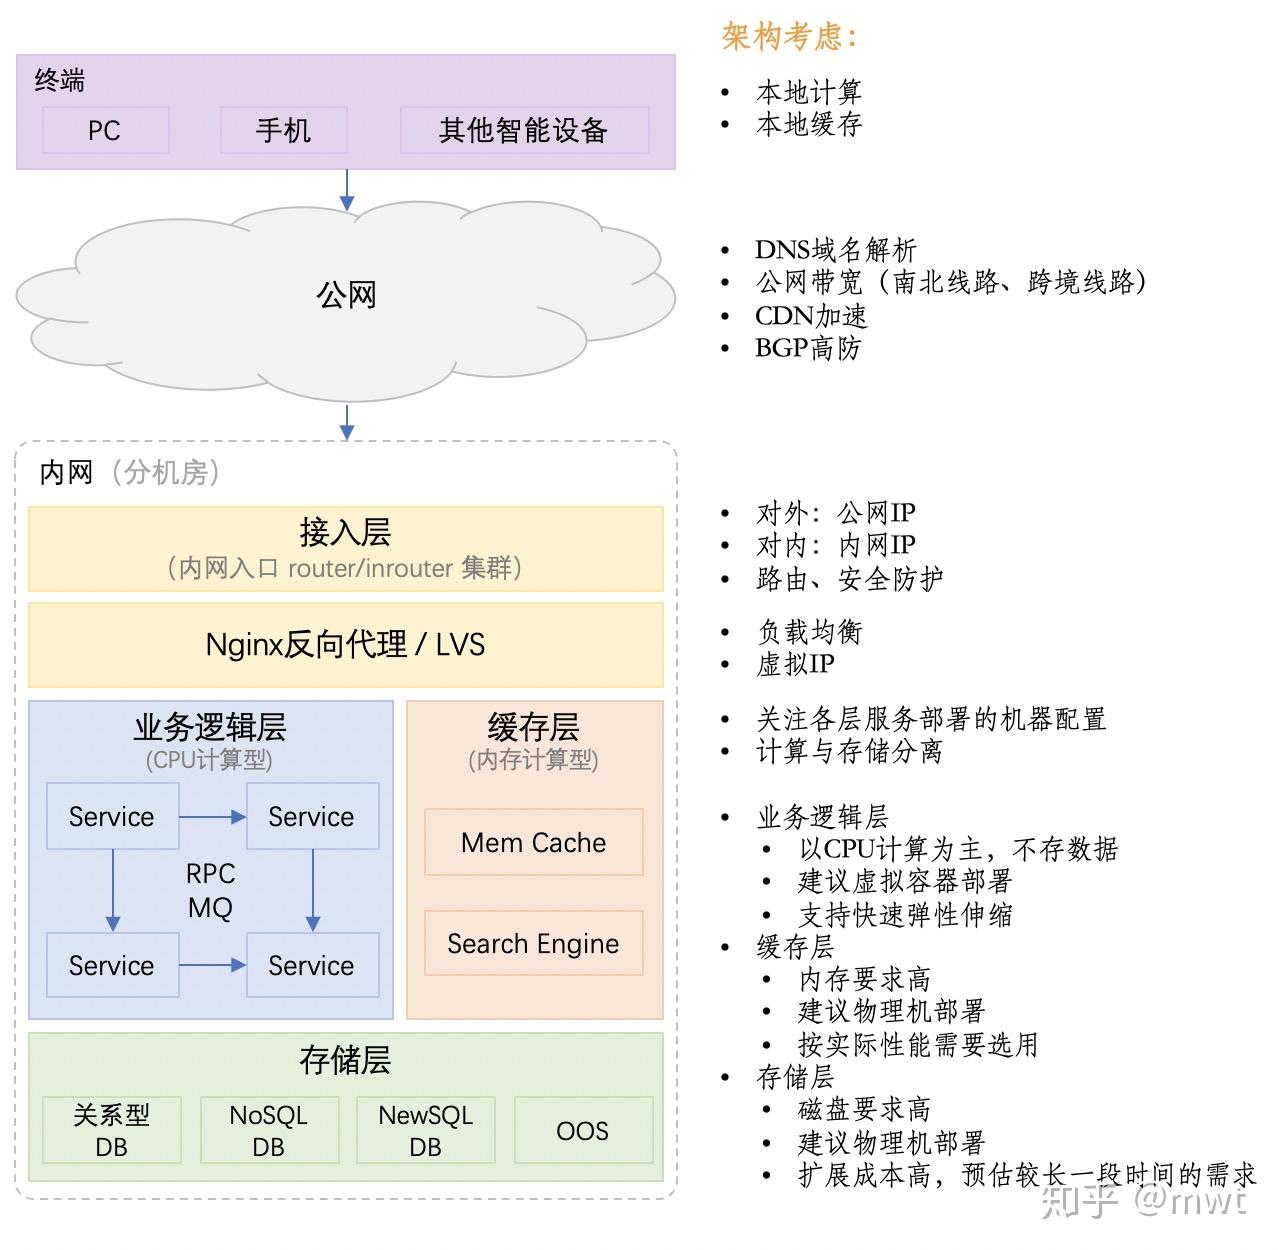 架构考虑：
终端
PC
手机
其他智能设备
• 本地计算
• 本地缓存
公网
• DNS域名解析
• 公网带宽（南北线路、跨境线路）
• CDN加速
• BGP高防
内网（分机房）
接入层
（内网入口 router/inrouter 集群）
• 对外：公网IP
• 对内：内网IP
• 路由、安全防护
Nginx反向代理 / LVS
• 负载均衡
• 虚拟IP
业务逻辑层
(CPU计算型)
Service
Service
RPC
MQ
Service
Service
缓存层
(内存计算型)
Mem Cache
Search Engine
• 关注各层服务部署的机器配置
• 计算与存储分离
• 业务逻辑层
• 以CPU计算为主，不存数据
• 建议虚拟容器部署
• 支持快速弹性伸缩
• 缓存层
• 内存要求高
• 建议物理机部署
• 按实际性能需要选用
存储层
关系型
DB
NoSQL
DB
NewSQL
DB
OOS
• 存储层
• 磁盘要求高
• 建议物理机部署
• 扩展成本高，预估较长一段时间的需求
知乎 @mwt